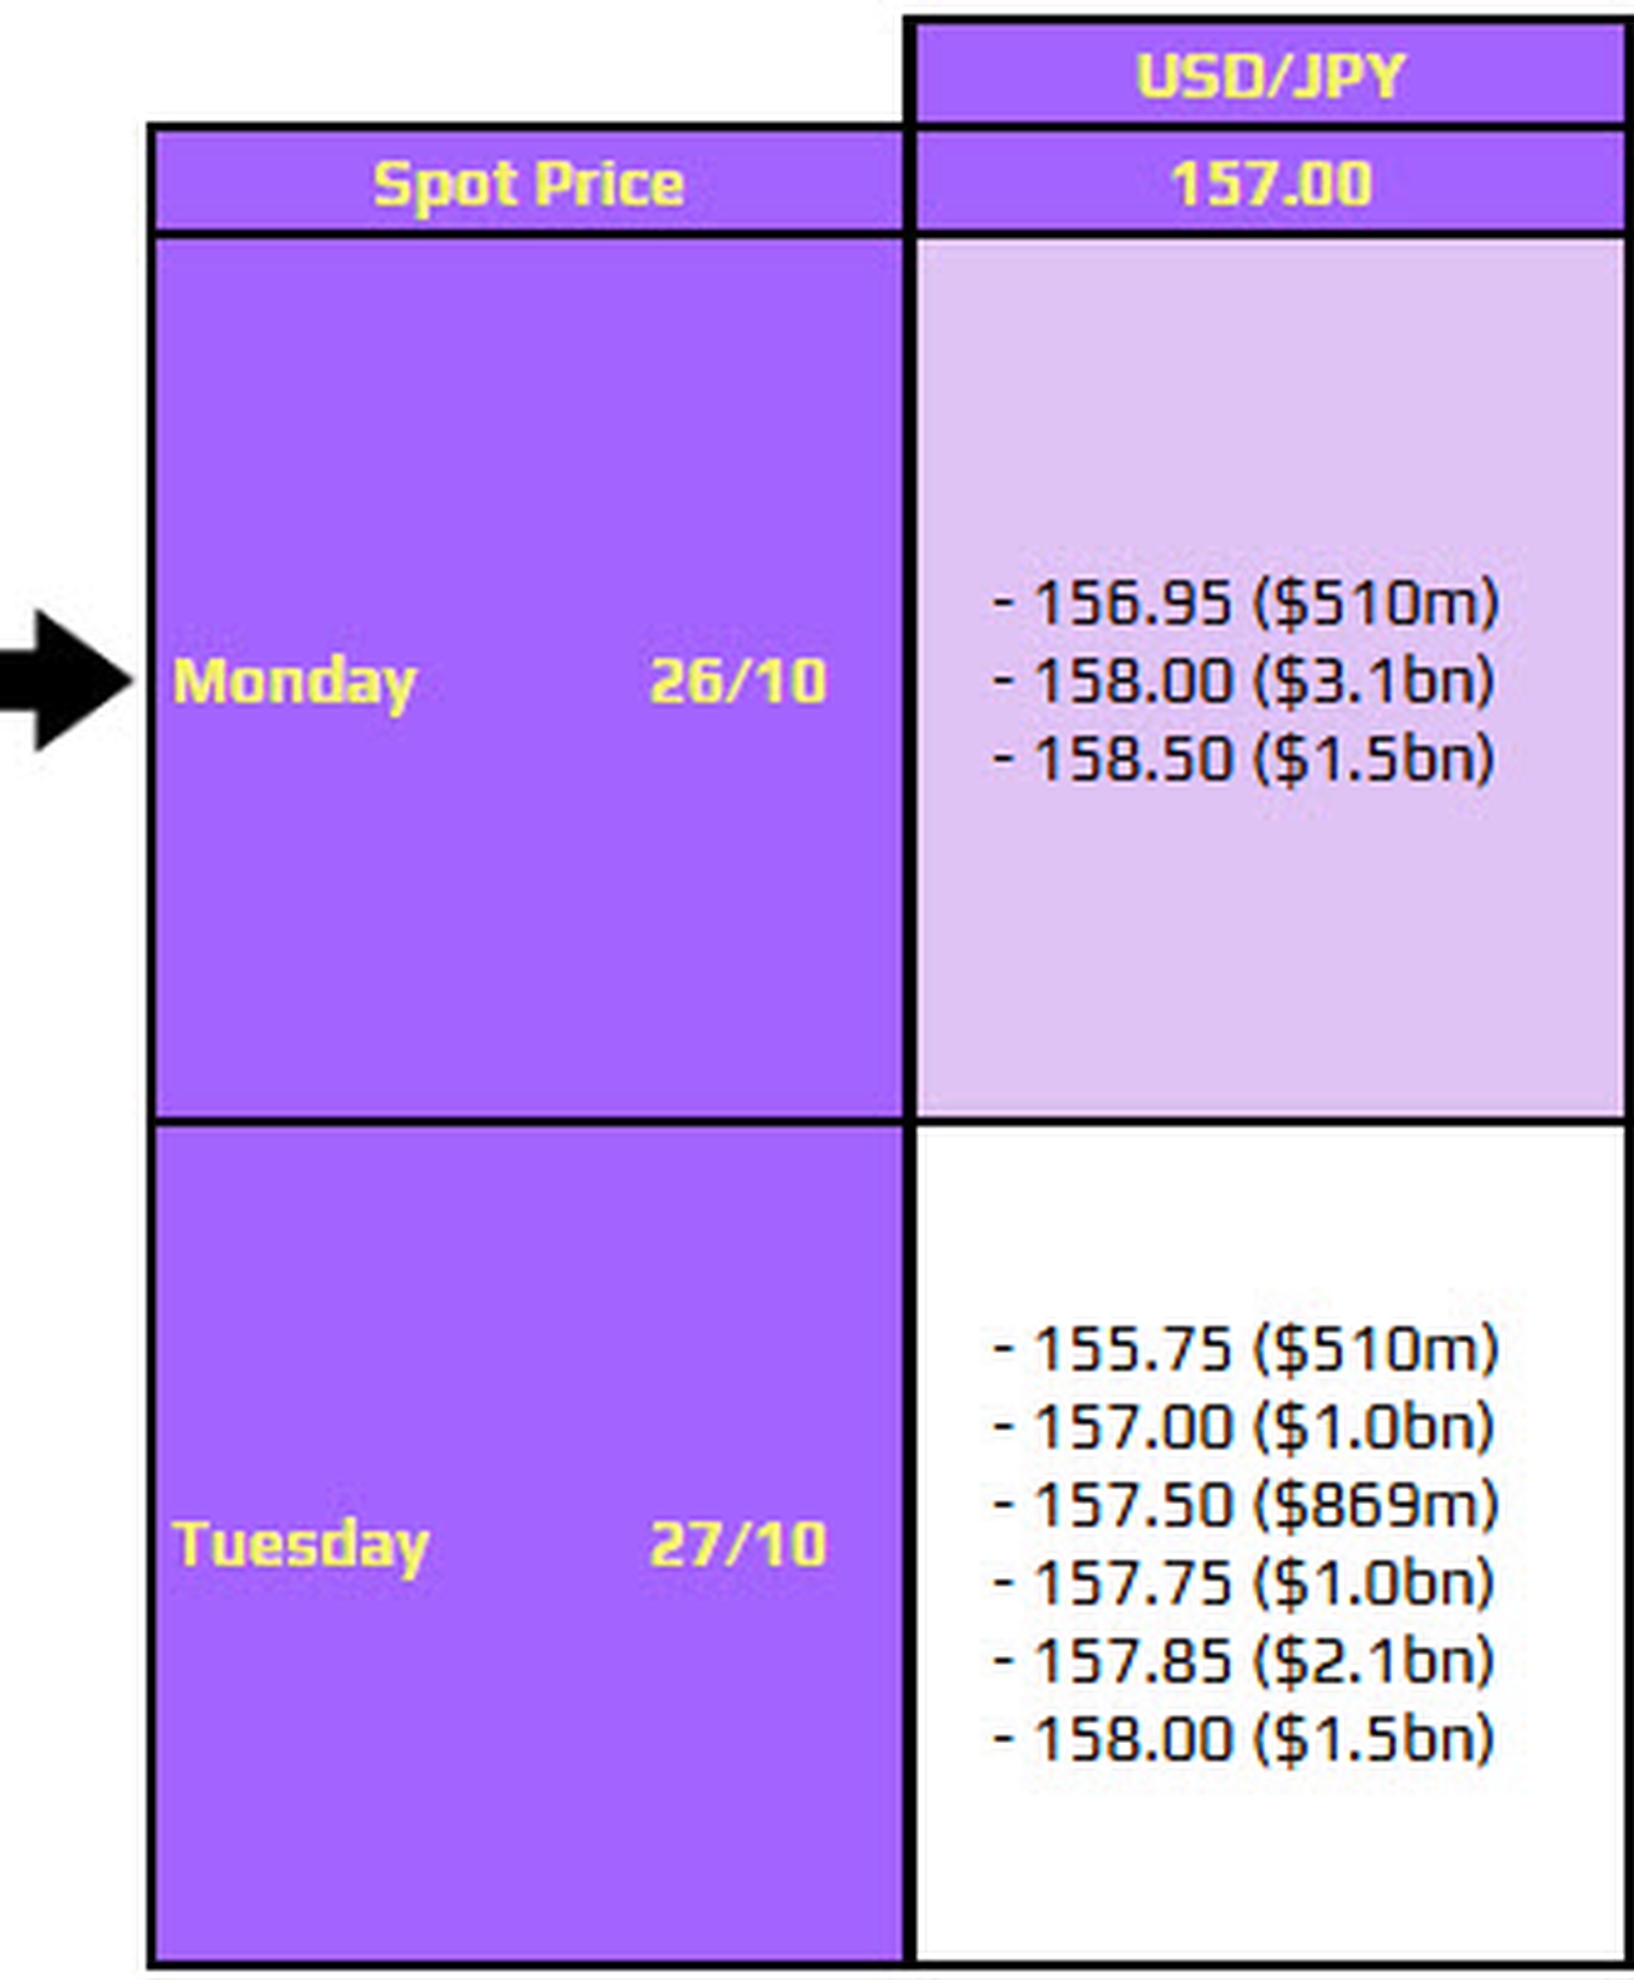 USD/JPY
Spot Price 157.00
Monday 26/10
- 156.95 ($510m)
- 158.00 ($3.1bn)
- 158.50 ($1.5bn)
Tuesday 27/10
- 155.75 ($510m)
- 157.00 ($1.0bn)
- 157.50 ($869m)
- 157.75 ($1.0bn)
- 157.85 ($2.1bn)
- 158.00 ($1.5bn)